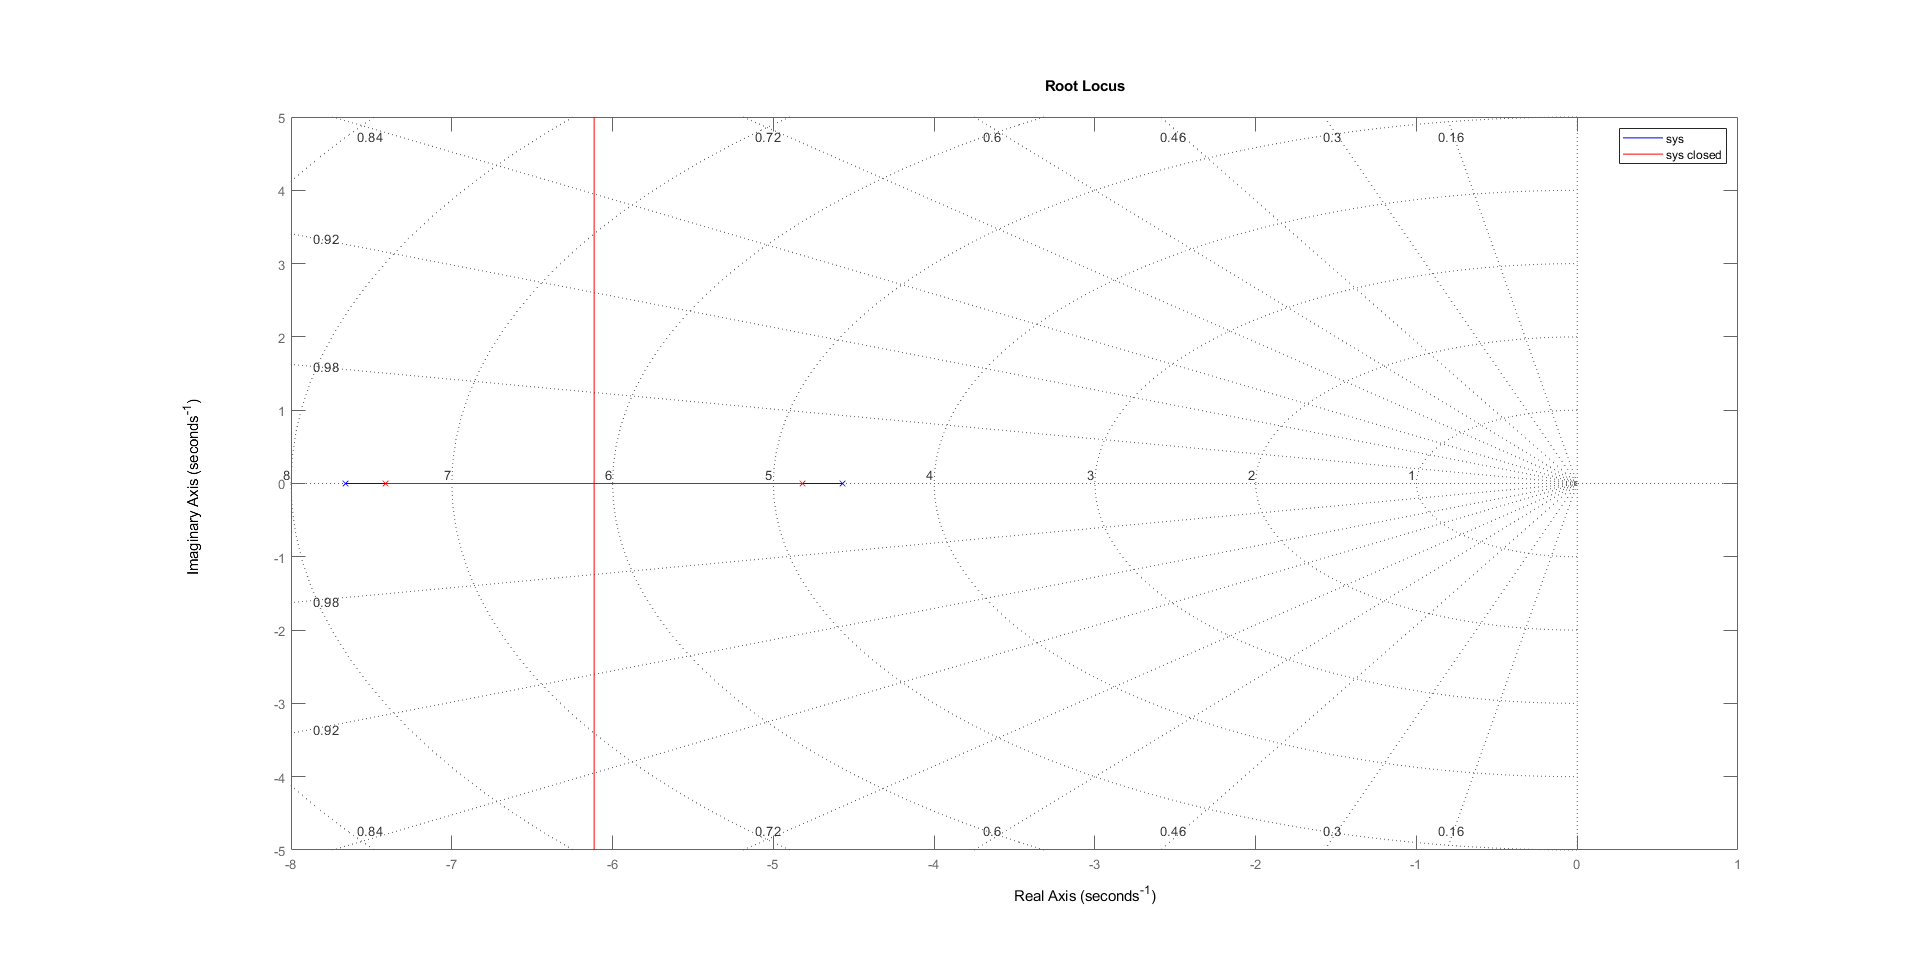 Root Locus
sys
sys closed
0.84 0.72 0.6 0.46 0.3 0.16
0.92
0.98
8 7 6 5 4 3 2 1
0.98
0.92
0.84 0.72 0.6 0.46 0.3 0.16
5
4
3
2
1
0
-1
-2
-3
-4
-5
-8 -7 -6 -5 -4 -3 -2 -1 0 1
Imaginary Axis (seconds⁻¹)
Real Axis (seconds⁻¹)